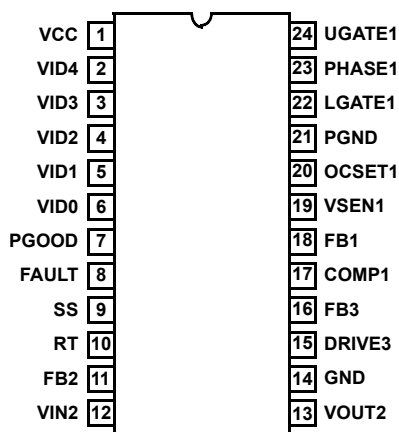 VCC 1 24 UGATE1
VID4 2 23 PHASE1
VID3 3 22 LGATE1
VID2 4 21 PGND
VID1 5 20 OCSET1
VID0 6 19 VSEN1
PGOOD 7 18 FB1
FAULT 8 17 COMP1
SS 9 16 FB3
RT 10 15 DRIVE3
FB2 11 14 GND
VIN2 12 13 VOUT2